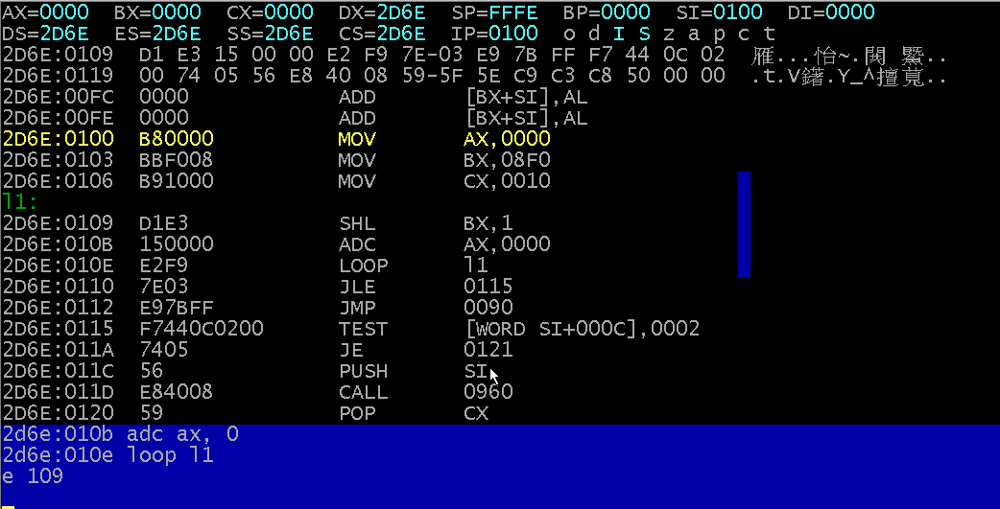 AX=0000 BX=0000 CX=0000 DX=2D6E SP=FFFE BP=0000 SI=0100 DI=0000
DS=2D6E ES=2D6E SS=2D6E CS=2D6E IP=0100 o d I S z a p c t
2D6E:0109 D1 E3 15 00 00 E2 F9 7E-03 E9 7B FF F7 44 0C 02 雁...怡~.閱 鱀..
2D6E:0119 00 74 05 56 E8 40 08 59-5F 5E C9 C3 C8 50 00 00 .t.V鐯.Y_^擅萈..
2D6E:00FC 0000 ADD [BX+SI],AL
2D6E:00FE 0000 ADD [BX+SI],AL
2D6E:0100 B80000 MOV AX,0000
2D6E:0103 BBF008 MOV BX,08F0
2D6E:0106 B91000 MOV CX,0010
l1:
2D6E:0109 D1E3 SHL BX,1
2D6E:010B 150000 ADC AX,0000
2D6E:010E E2F9 LOOP l1
2D6E:0110 7E03 JLE 0115
2D6E:0112 E97BFF JMP 0090
2D6E:0115 F7440C0200 TEST [WORD SI+000C],0002
2D6E:011A 7405 JE 0121
2D6E:011C 56 PUSH SI
2D6E:011D E84008 CALL 0960
2D6E:0120 59 POP CX
2d6e:010b adc ax, 0
2d6e:010e loop l1
e 109